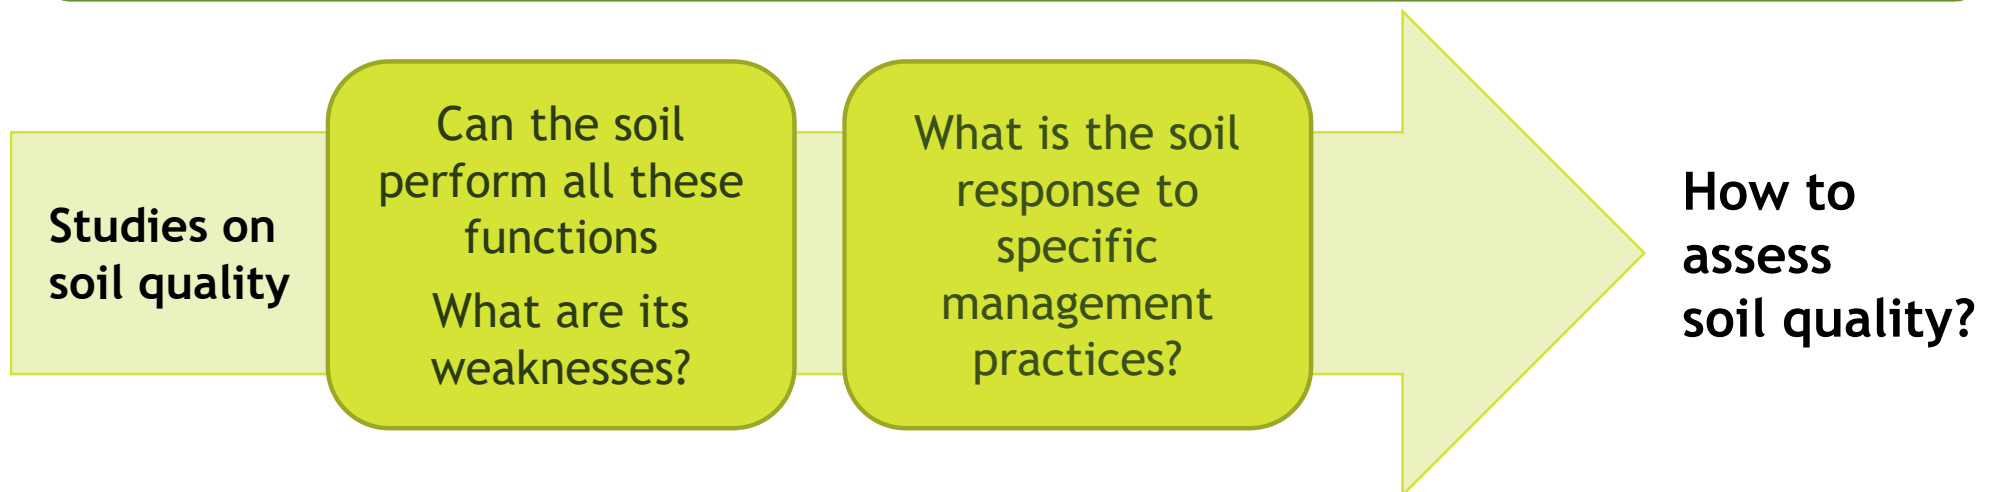 Studies on
soil quality
Can the soil
perform all these
functions
What are its
weaknesses?
What is the soil
response to
specific
management
practices?
How to
assess
soil quality?